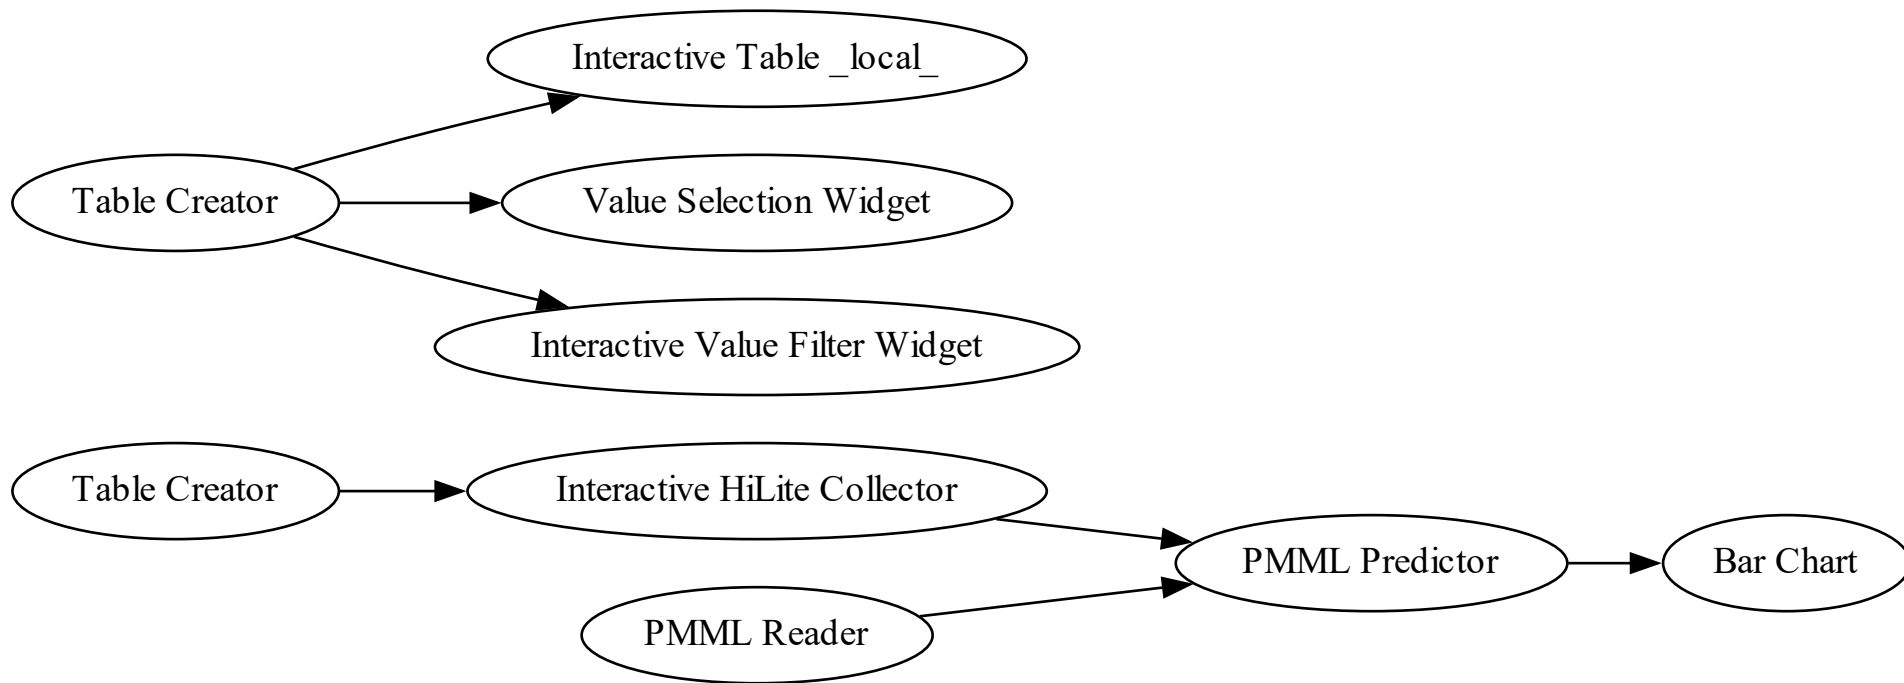 Interactive Table _local_
Table Creator
Value Selection Widget
Interactive Value Filter Widget
Table Creator
Interactive HiLite Collector
PMML Predictor
Bar Chart
PMML Reader